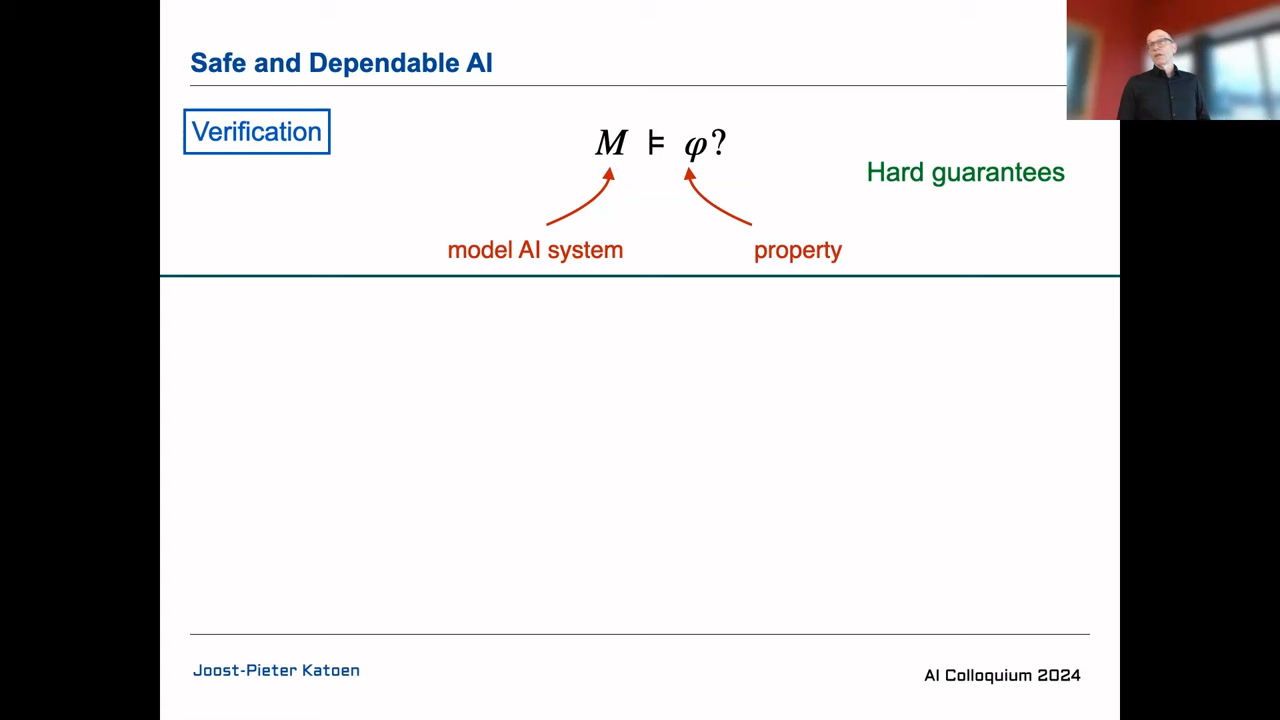 Safe and Dependable AI
Verification
M ⊨ φ?
Hard guarantees
model AI system
property
Joost-Pieter Katoen
AI Colloquium 2024